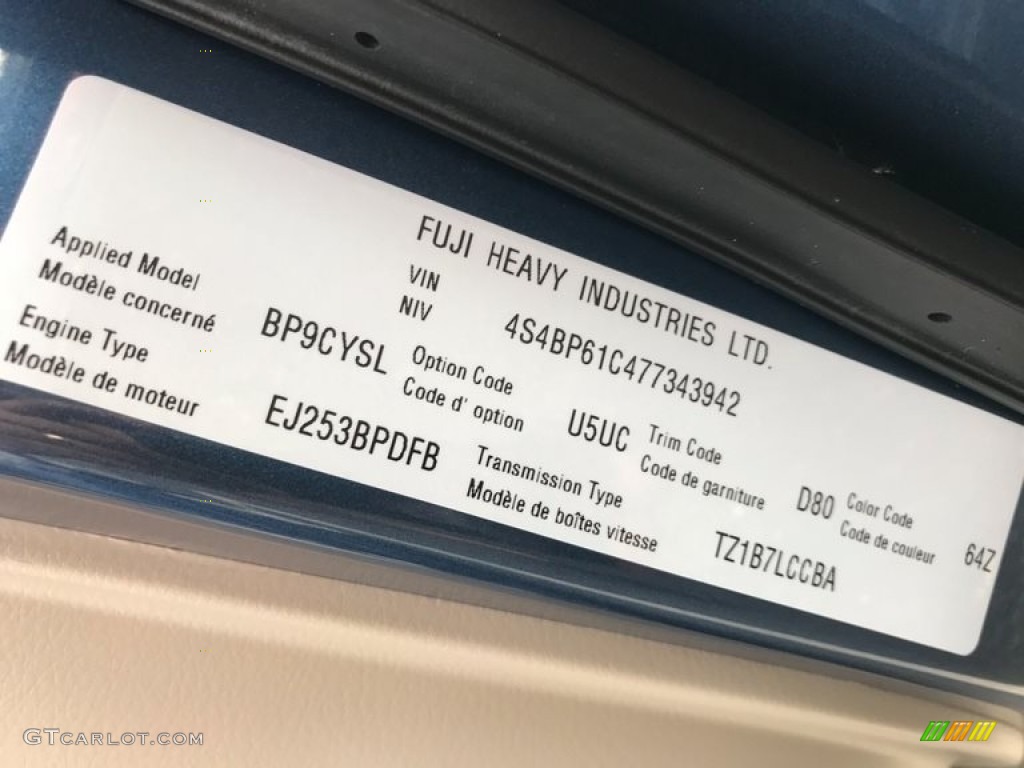 FUJI HEAVY INDUSTRIES LTD.
VIN
NIV
4S4BP61C477343942
Applied Model
Modèle concerné
BP9CYSL
Option Code
Code d' option
U5UC
Trim Code
Code de garniture
D80
Color Code
Code de couleur
64Z
Engine Type
Modèle de moteur
EJ253BPDFB
Transmission Type
Modèle de boîtes vitesse
TZ1B7LCCBA
GTCARLOT.COM